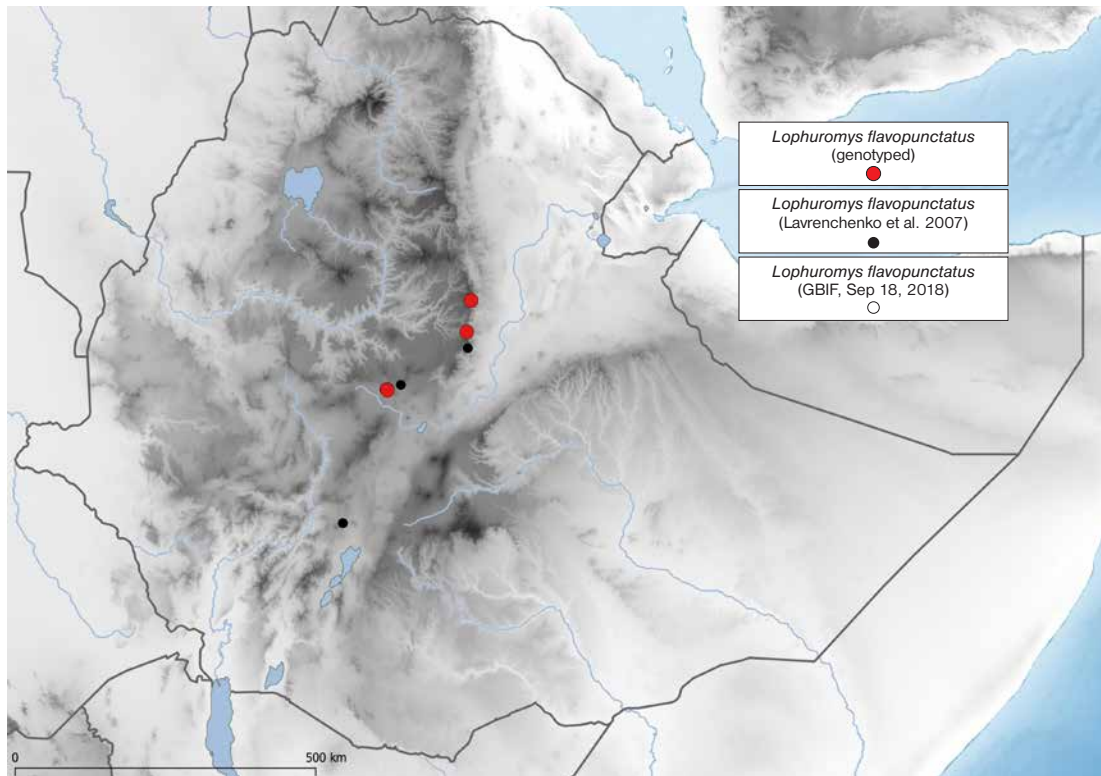 Lophuromys flavopunctatus
(genotyped)
Lophuromys flavopunctatus
(Lavrenchenko et al. 2007)
Lophuromys flavopunctatus
(GBIF, Sep 18, 2018)
0 500 km